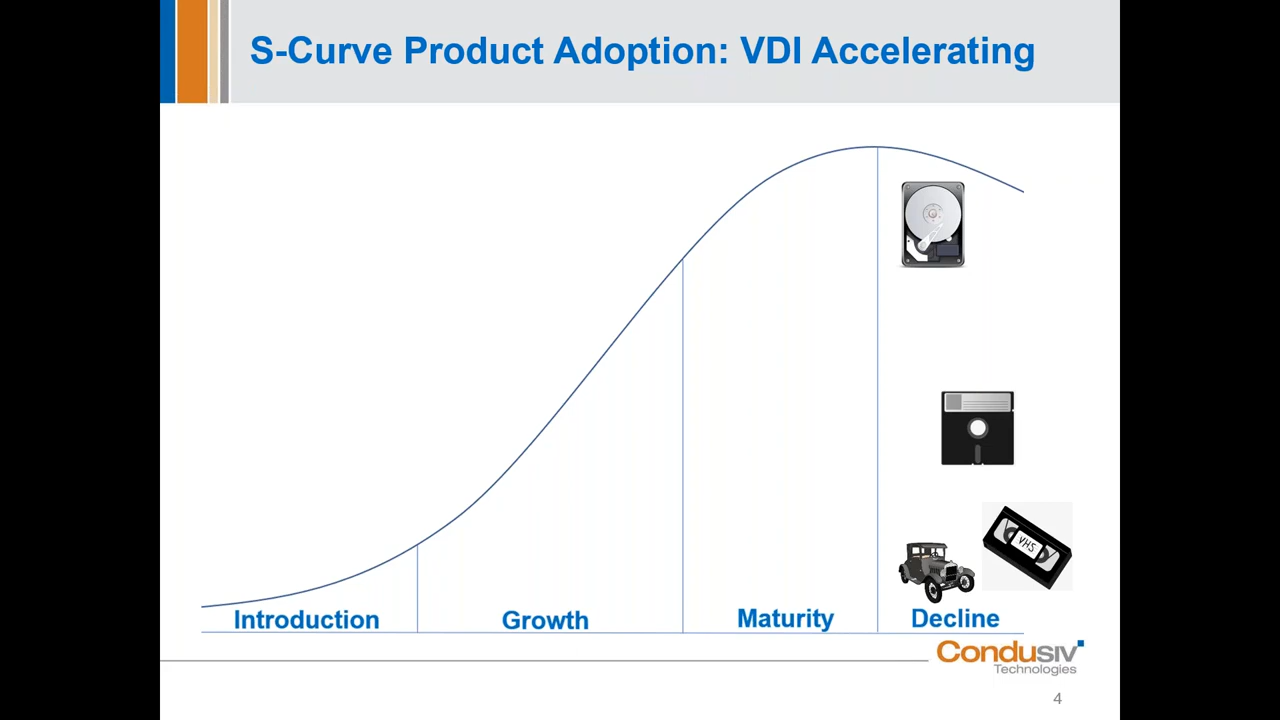 S-Curve Product Adoption: VDI Accelerating
VHS
Introduction
Growth
Maturity
Decline
Condusiv
Technologies
4